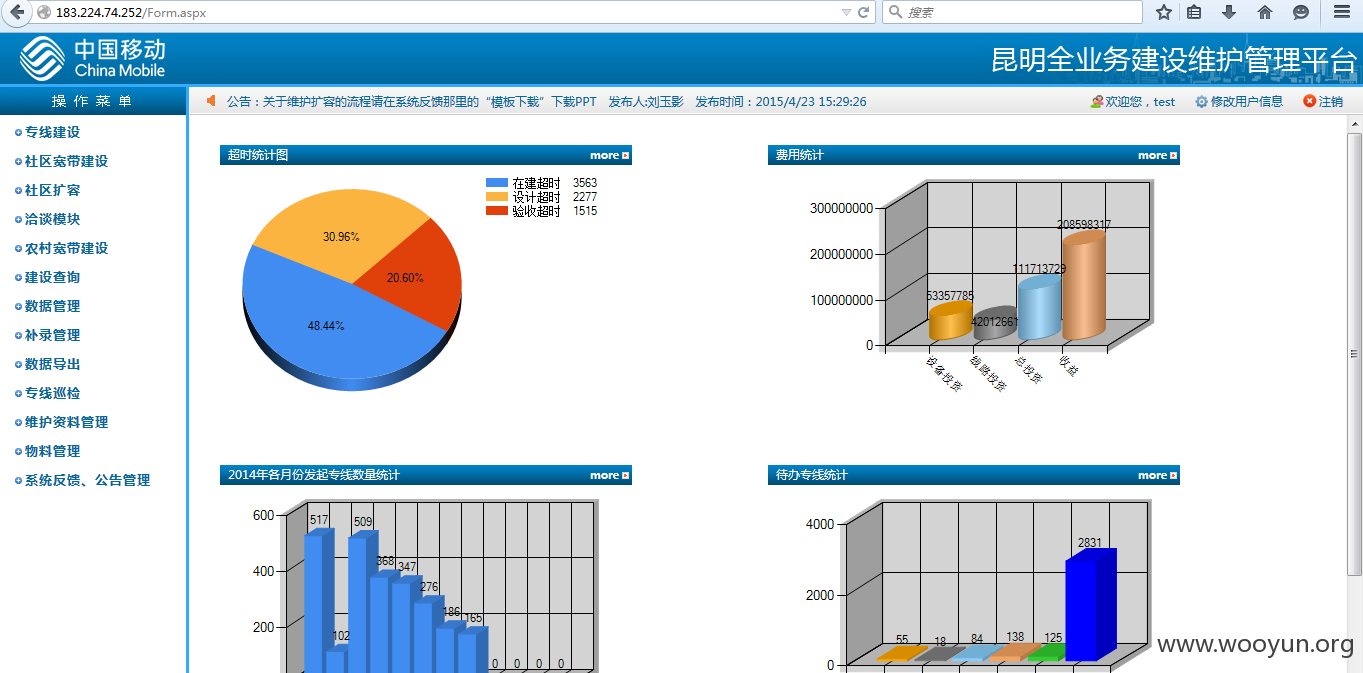 183.224.74.252/Form.aspx
搜索
中国移动
China Mobile
昆明全业务建设维护管理平台
操 作 菜 单
公告：关于维护扩容的流程请在系统反馈那里的“模板下载”下载PPT 发布人:刘玉影 发布时间：2015/4/23 15:29:26
欢迎您，test
修改用户信息
注销
专线建设
社区宽带建设
社区扩容
洽谈模块
农村宽带建设
建设查询
数据管理
补录管理
数据导出
专线巡检
维护资料管理
物料管理
系统反馈、公告管理
超时统计图
more
在建超时 3563
设计超时 2277
验收超时 1515
30.96%
20.60%
48.44%
费用统计
more
300000000
200000000
100000000
0
53357785
42012661
111713729
208598317
设备投资
线路投资
总投资
收益
2014年各月份发起专线数量统计
more
600
400
200
517
102
509
368
347
276
186
165
0
0
0
0
待办专线统计
more
4000
2000
0
55
18
84
138
125
2831
www.wooyun.org